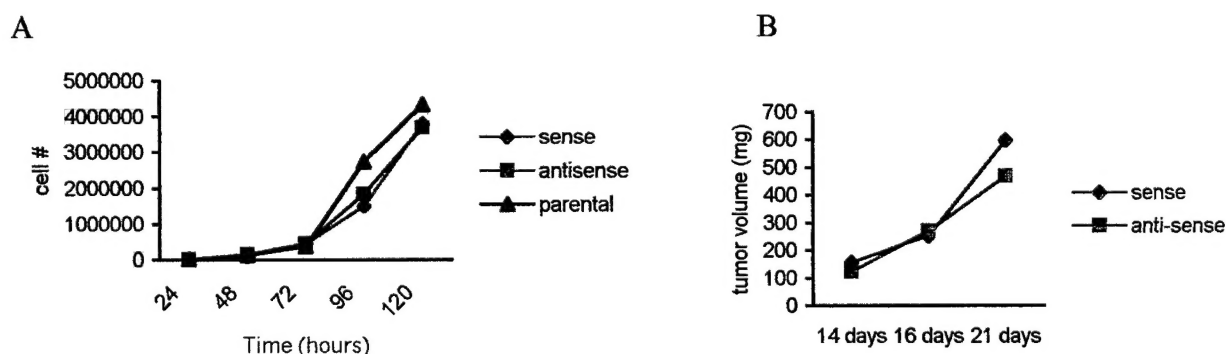 A
cell #
5000000
4000000
3000000
2000000
1000000
0
24
48
72
96
120
Time (hours)
sense
antisense
parental
B
tumor volume (mg)
700
600
500
400
300
200
100
0
14 days 16 days 21 days
sense
anti-sense